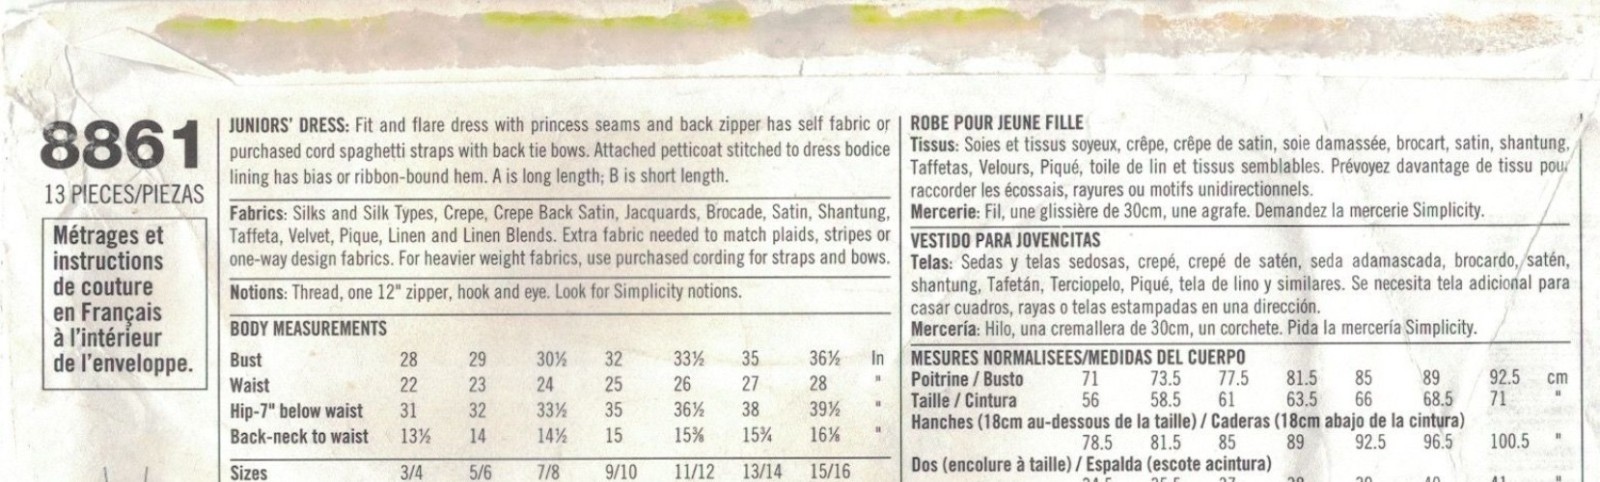 8861
13 PIECES/PIEZAS
Métrages et
instructions
de couture
en Français
à l'intérieur
de l'enveloppe.
JUNIORS' DRESS: Fit and flare dress with princess seams and back zipper has self fabric or
purchased cord spaghetti straps with back tie bows. Attached petticoat stitched to dress bodice
lining has bias or ribbon-bound hem. A is long length; B is short length.
Fabrics: Silks and Silk Types, Crepe, Crepe Back Satin, Jacquards, Brocade, Satin, Shantung,
Taffeta, Velvet, Pique, Linen and Linen Blends. Extra fabric needed to match plaids, stripes or
one-way design fabrics. For heavier weight fabrics, use purchased cording for straps and bows.
Notions: Thread, one 12" zipper, hook and eye. Look for Simplicity notions.
BODY MEASUREMENTS
Bust 28 29 30½ 32 33½ 35 36½ In
Waist 22 23 24 25 26 27 28 "
Hip-7" below waist 31 32 33½ 35 36½ 38 39½ "
Back-neck to waist 13½ 14 14½ 15 15⅜ 15¾ 16⅛ "
Sizes 3/4 5/6 7/8 9/10 11/12 13/14 15/16
ROBE POUR JEUNE FILLE
Tissus: Soies et tissus soyeux, crêpe, crêpe de satin, soie damassée, brocart, satin, shantung,
Taffetas, Velours, Piqué, toile de lin et tissus semblables. Prévoyez davantage de tissu pour
raccorder les écossais, rayures ou motifs unidirectionnels.
Mercerie: Fil, une glissière de 30cm, une agrafe. Demandez la mercerie Simplicity.
VESTIDO PARA JOVENCITAS
Telas: Sedas y telas sedosas, crepé, crepé de satén, seda adamascada, brocardo, satén,
shantung, Tafetán, Terciopelo, Piqué, tela de lino y similares. Se necesita tela adicional para
casar cuadros, rayas o telas estampadas en una dirección.
Mercería: Hilo, una cremallera de 30cm, un corchete. Pida la mercería Simplicity.
MESURES NORMALISEES/MEDIDAS DEL CUERPO
Poitrine / Busto 71 73.5 77.5 81.5 85 89 92.5 cm
Taille / Cintura 56 58.5 61 63.5 66 68.5 71 "
Hanches (18cm au-dessous de la taille) / Caderas (18cm abajo de la cintura)
78.5 81.5 85 89 92.5 96.5 100.5 "
Dos (encolure à taille) / Espalda (escote acintura)